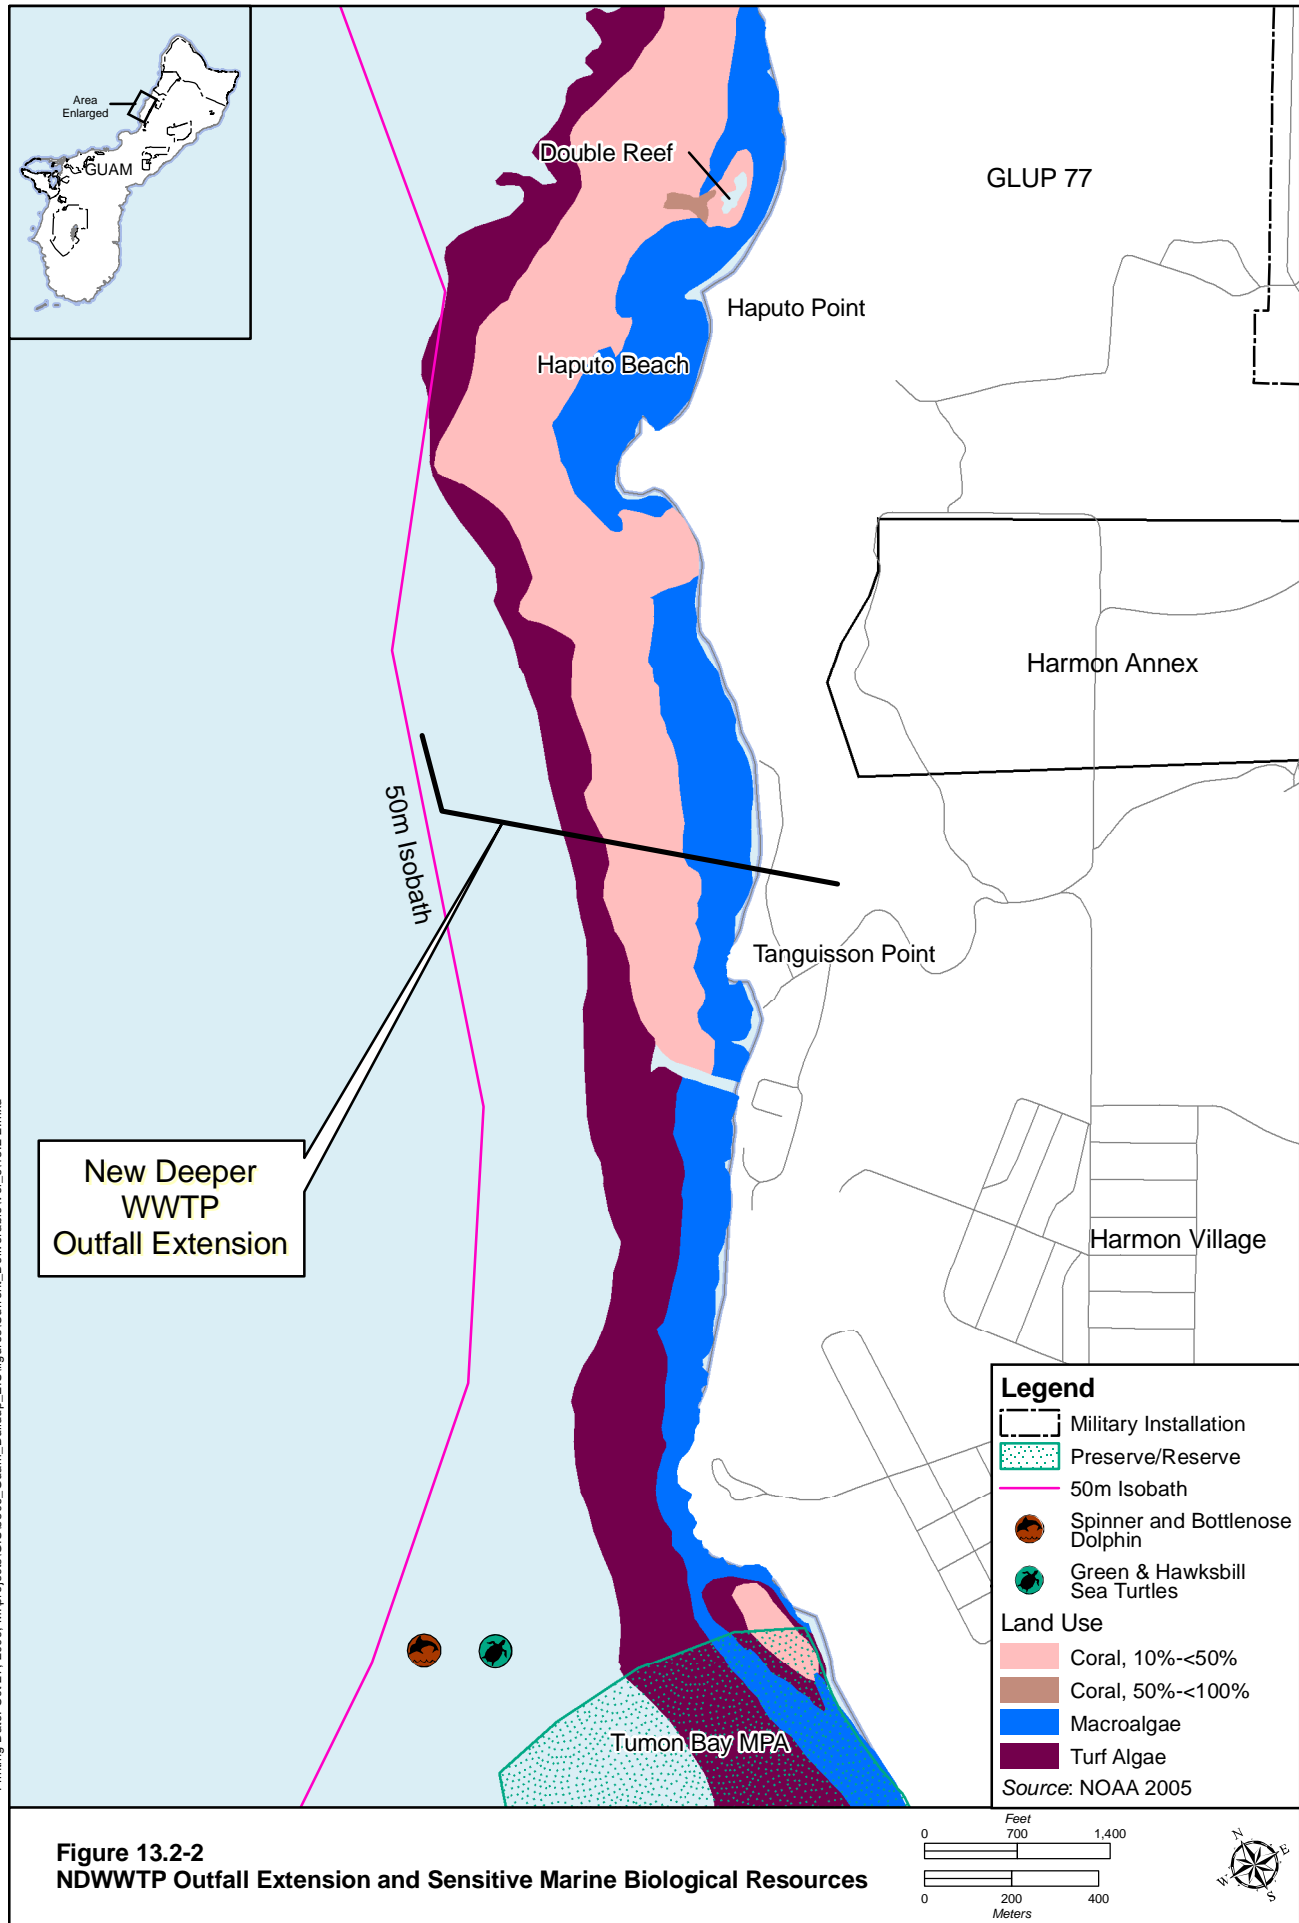 Area
Enlarged
GUAM
Double Reef
GLUP 77
Haputo Point
Haputo Beach
Harmon Annex
50m Isobath
Tanguisson Point
New Deeper
WWTP
Outfall Extension
Harmon Village
Tumon Bay MPA
Legend
Military Installation
Preserve/Reserve
50m Isobath
Spinner and Bottlenose
Dolphin
Green & Hawksbill
Sea Turtles
Land Use
Coral, 10%-<50%
Coral, 50%-<100%
Macroalgae
Turf Algae
Source: NOAA 2005
Figure 13.2-2
NDWWTP Outfall Extension and Sensitive Marine Biological Resources
Feet
0 700 1,400
0 200 400
Meters
N
E
W
S